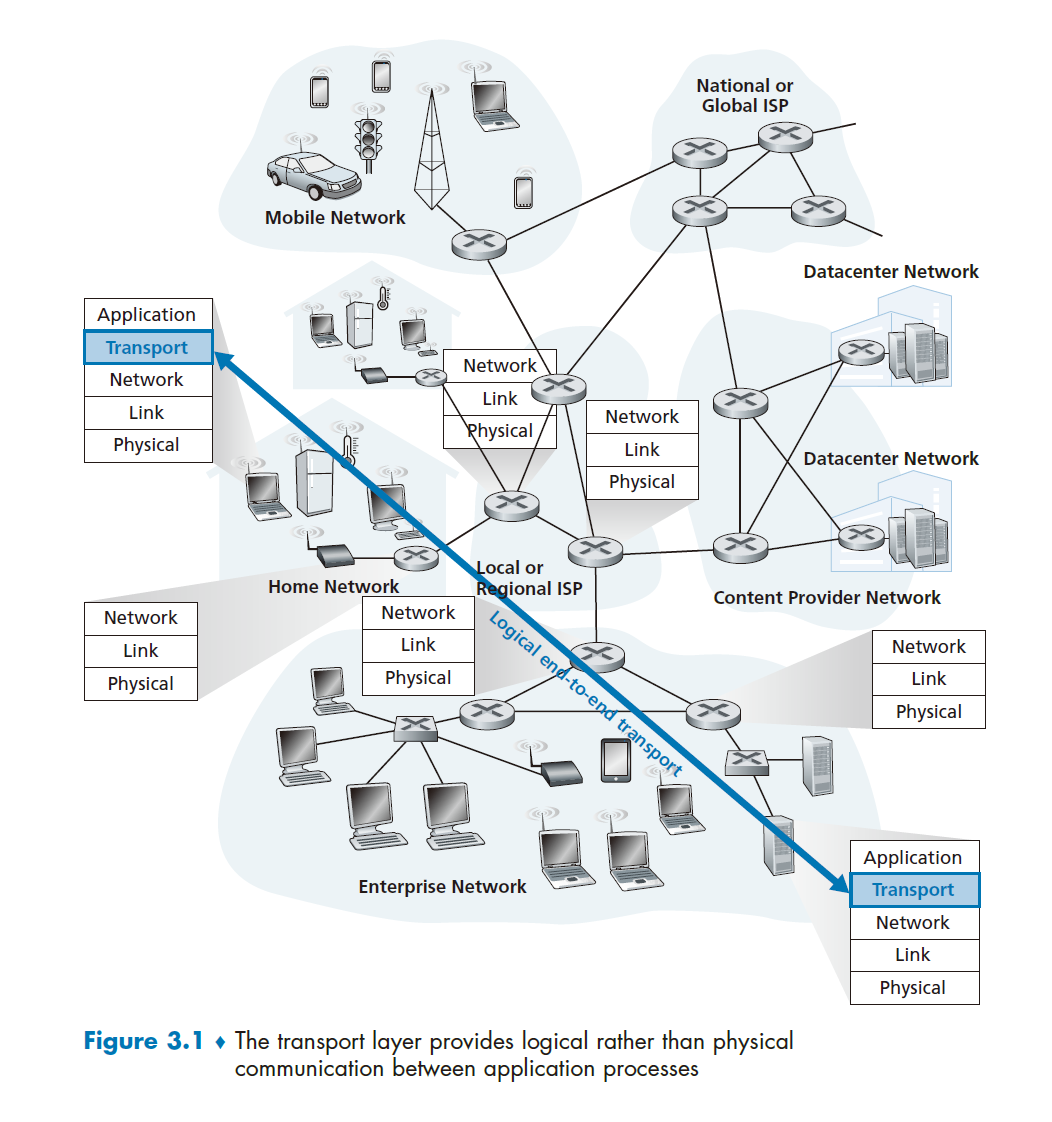 National or
Global ISP
Mobile Network
Datacenter Network
Application
Transport
Network
Link
Physical
Network
Link
Physical
Network
Link
Physical
Datacenter Network
Home Network
Local or
Regional ISP
Content Provider Network
Network
Link
Physical
Network
Link
Physical
Logical end-to-end transport
Network
Link
Physical
Enterprise Network
Application
Transport
Network
Link
Physical
Figure 3.1 ♦ The transport layer provides logical rather than physical
communication between application processes